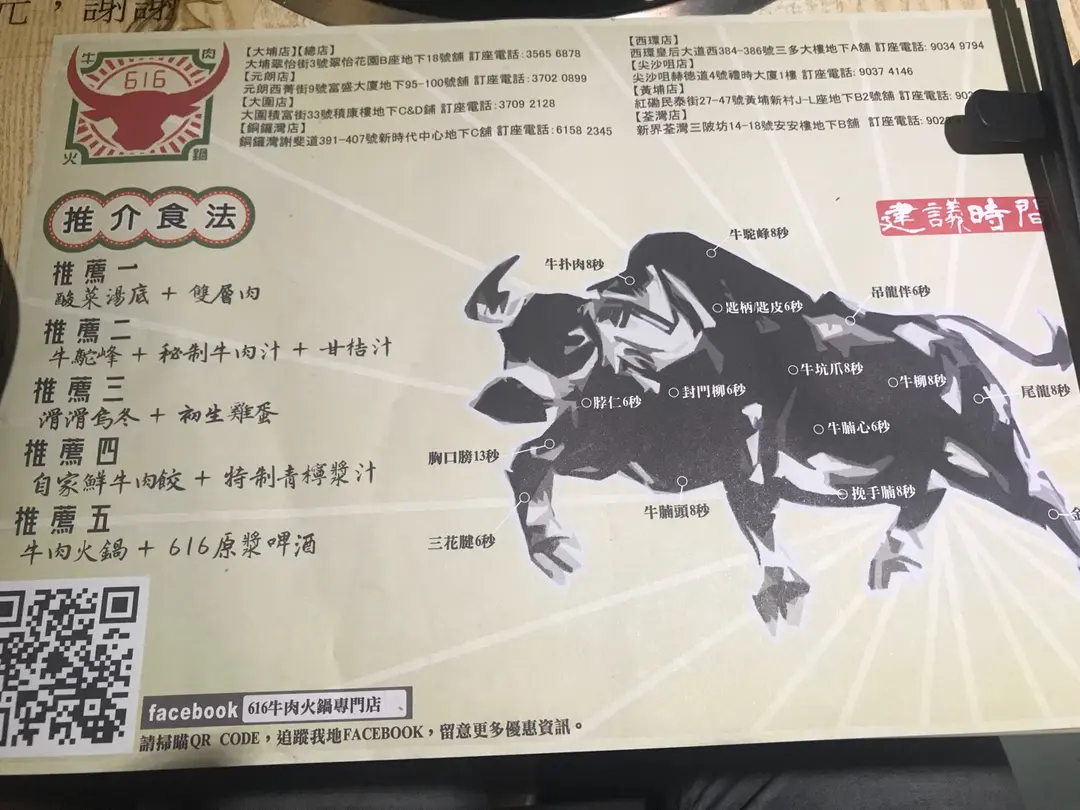 元，謝謝
牛肉
616
火鍋
【大埔店】【總店】
大埔翠怡街3號翠怡花園B座地下18號舖 訂座電話: 3565 6878
【元朗店】
元朗西菁街9號富盛大廈地下95-100號舖 訂座電話: 3702 0899
【大圍店】
大圍積富街33號積康樓地下C&D舖 訂座電話: 3709 2128
【銅鑼灣店】
銅鑼灣謝斐道391-407號新時代中心地下C舖 訂座電話: 6158 2345
【西環店】
西環皇后大道西384-386號三多大樓地下A舖 訂座電話: 9034 9794
【尖沙咀店】
尖沙咀赫德道4號禮時大廈1樓 訂座電話: 9037 4146
【黃埔店】
紅磡民泰街27-47號黃埔新村J-L座地下B2號舖 訂座電話: 902
【荃灣店】
新界荃灣三陂坊14-18號安安樓地下B舖 訂座電話: 902
推介食法
建議時間
推薦一
酸菜湯底 + 雙層肉
推薦二
牛駝峰 + 秘制牛肉汁 + 甘桔汁
推薦三
滑滑烏冬 + 初生雞蛋
推薦四
自家鮮牛肉餃 + 特制青檸漿汁
推薦五
牛肉火鍋 + 616原漿啤酒
牛駝峰8秒
牛扑肉8秒
匙柄/匙皮6秒
吊龍伴6秒
牛坑爪8秒
牛柳8秒
尾龍8秒
封門柳6秒
脖仁6秒
牛腩心6秒
胸口膀13秒
挽手腩8秒
牛腩頭8秒
金
三花腱6秒
facebook 616牛肉火鍋專門店
請掃瞄QR CODE，追蹤我地FACEBOOK，留意更多優惠資訊。